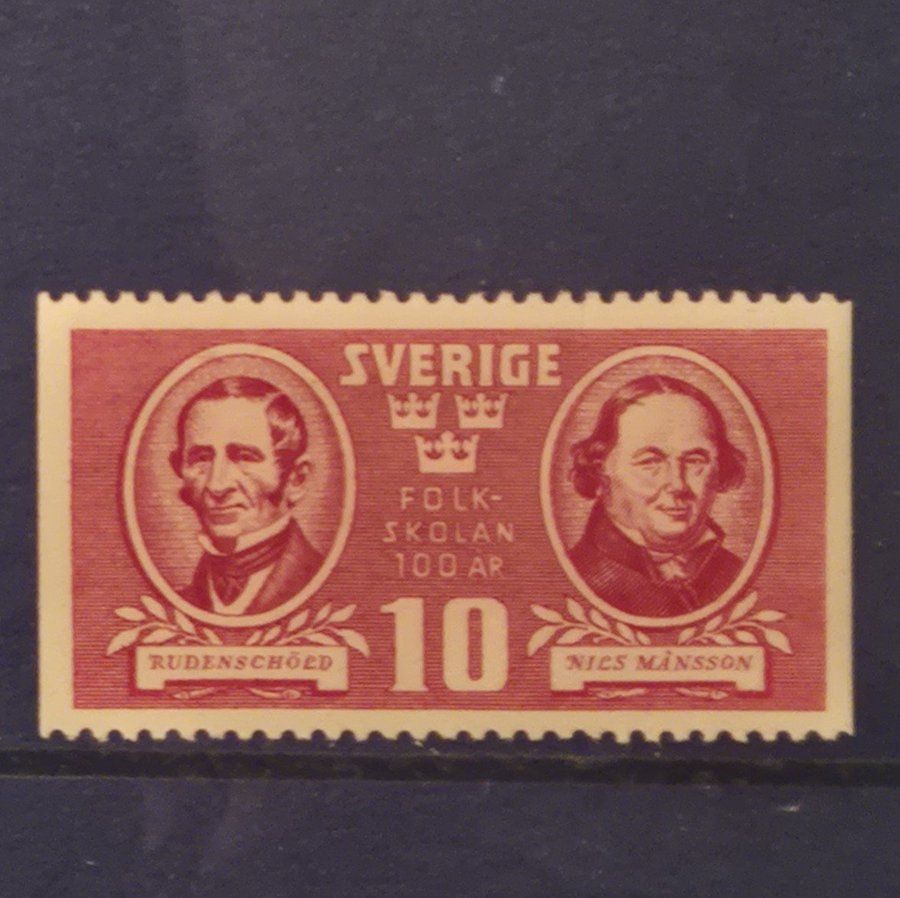 SVERIGE
FOLK-
SKOLAN
100 ÅR
10
RUDENSCHÖLD
NILS MÅNSSON